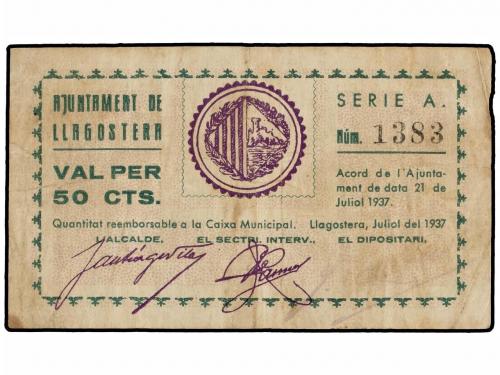 AJUNTAMENT DE
LLAGOSTERA
VAL PER
50 CTS.
SERIE A.
Núm. 1383
Acord de l'Ajunta-
ment de data 21 de
Juliol 1937.
Quantitat reemborsable a la Caixa Municipal. Llagostera, Juliol del 1937
L'ALCALDE. EL SECTRI. INTERV., EL DIPOSITARI,